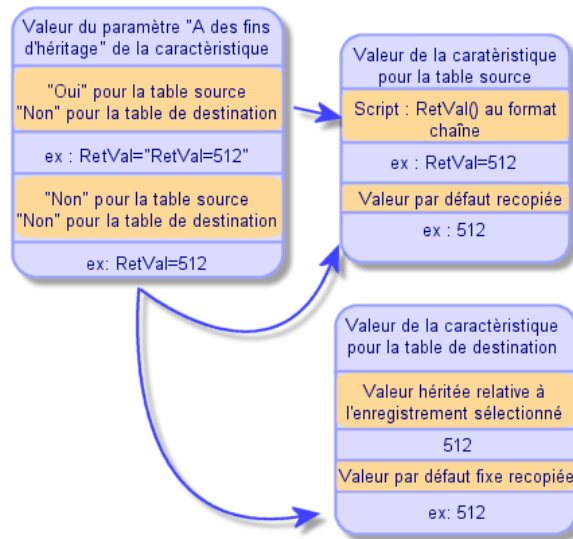 Valeur du paramètre "A des fins
d'héritage" de la caractèristique
"Oui" pour la table source
"Non" pour la table de destination
ex : RetVal="RetVal=512"
"Non" pour la table source
"Non" pour la table de destination
ex: RetVal=512
Valeur de la caratèristique
pour la table source
Script : RetVal() au format
chaîne
ex : RetVal=512
Valeur par défaut recopiée
ex : 512
Valeur de la caractèristique
pour la table de destination
Valeur héritée relative à
l'enregistrement sélectionné
512
Valeur par défaut fixe recopiée
ex: 512